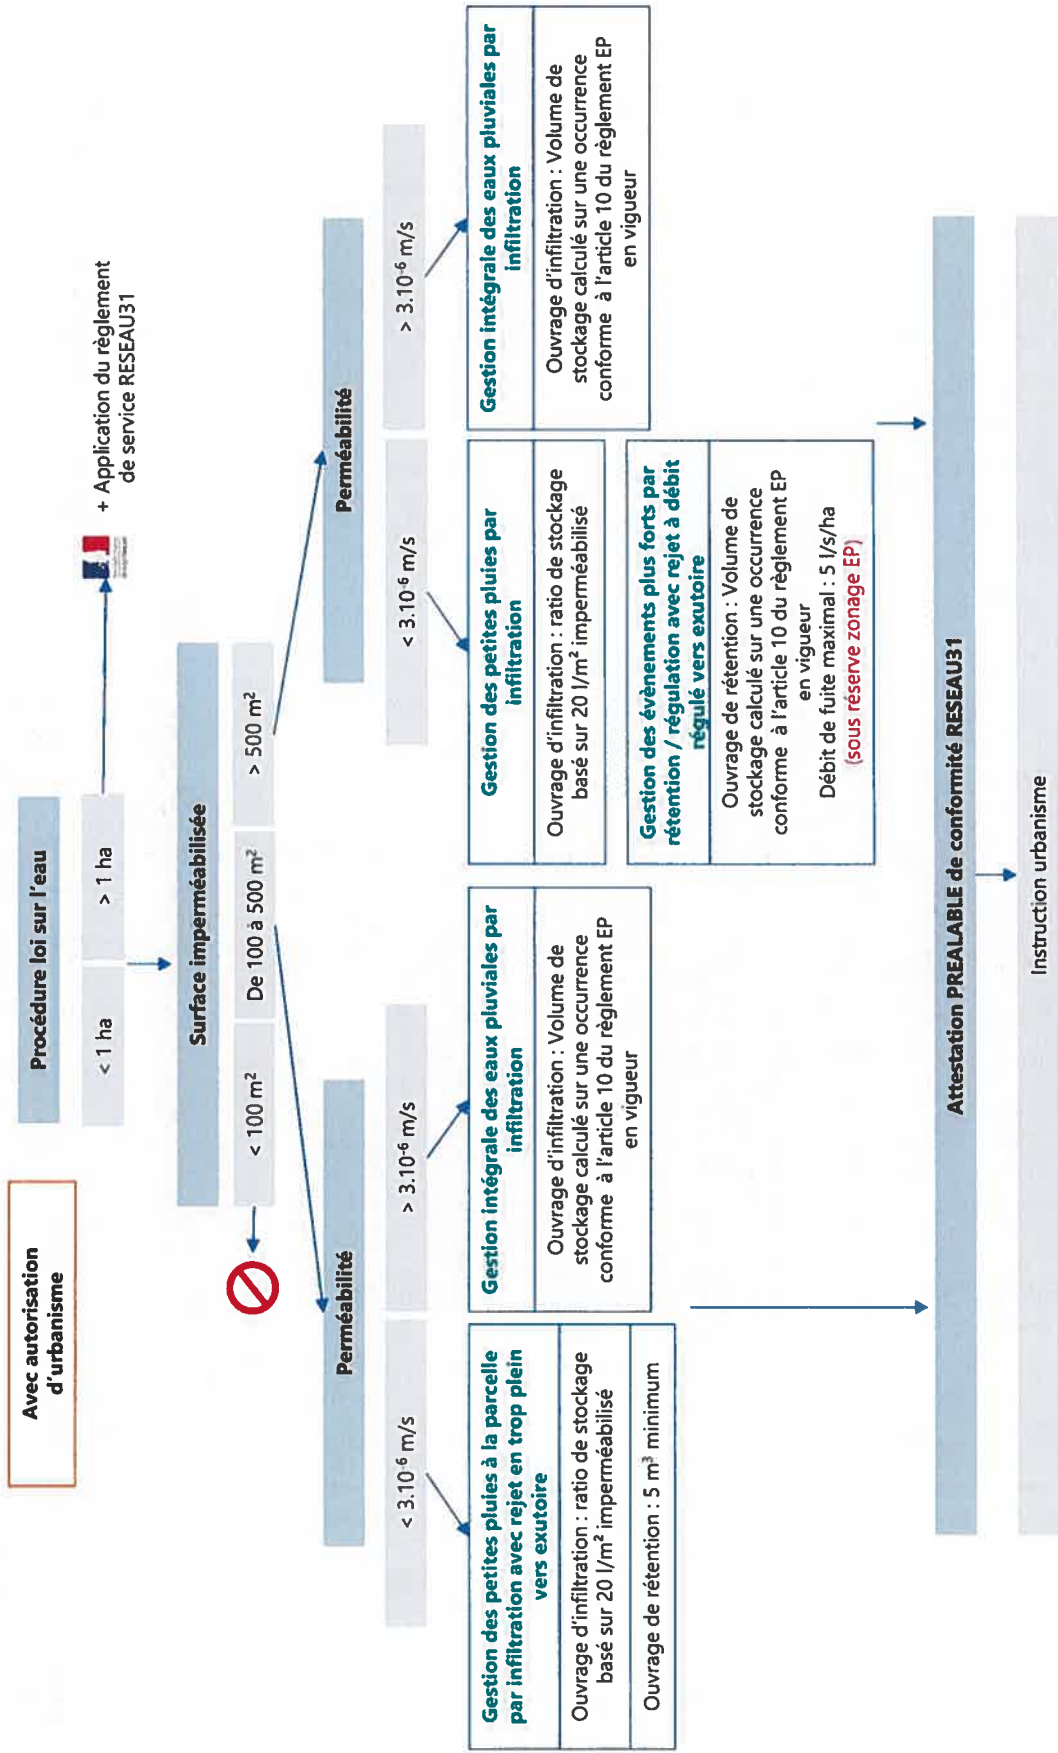 Avec autorisation
d'urbanisme
Procédure loi sur l'eau
< 1 ha
> 1 ha
+ Application du règlement
de service RESEAU31
Surface imperméabilisée
< 100 m²
De 100 à 500 m²
> 500 m²
Perméabilité
< 3.10⁻⁶ m/s
> 3.10⁻⁶ m/s
Gestion des petites pluies à la parcelle
par infiltration avec rejet en trop plein
vers exutoire
Ouvrage d'infiltration : ratio de stockage
basé sur 20 l/m² imperméabilisé
Ouvrage de rétention : 5 m³ minimum
Gestion intégrale des eaux pluviales par
infiltration
Ouvrage d'infiltration : Volume de
stockage calculé sur une occurrence
conforme à l'article 10 du règlement EP
en vigueur
Perméabilité
< 3.10⁻⁶ m/s
> 3.10⁻⁶ m/s
Gestion des petites pluies par
infiltration
Ouvrage d'infiltration : ratio de stockage
basé sur 20 l/m² imperméabilisé
Gestion des évènements plus forts par
rétention / régulation avec rejet à débit
régulé vers exutoire
Ouvrage de rétention : Volume de
stockage calculé sur une occurrence
conforme à l'article 10 du règlement EP
en vigueur
Débit de fuite maximal : 5 l/s/ha
(sous réserve zonage EP)
Gestion intégrale des eaux pluviales par
infiltration
Ouvrage d'infiltration : Volume de
stockage calculé sur une occurrence
conforme à l'article 10 du règlement EP
en vigueur
Attestation PREALABLE de conformité RESEAU31
Instruction urbanisme